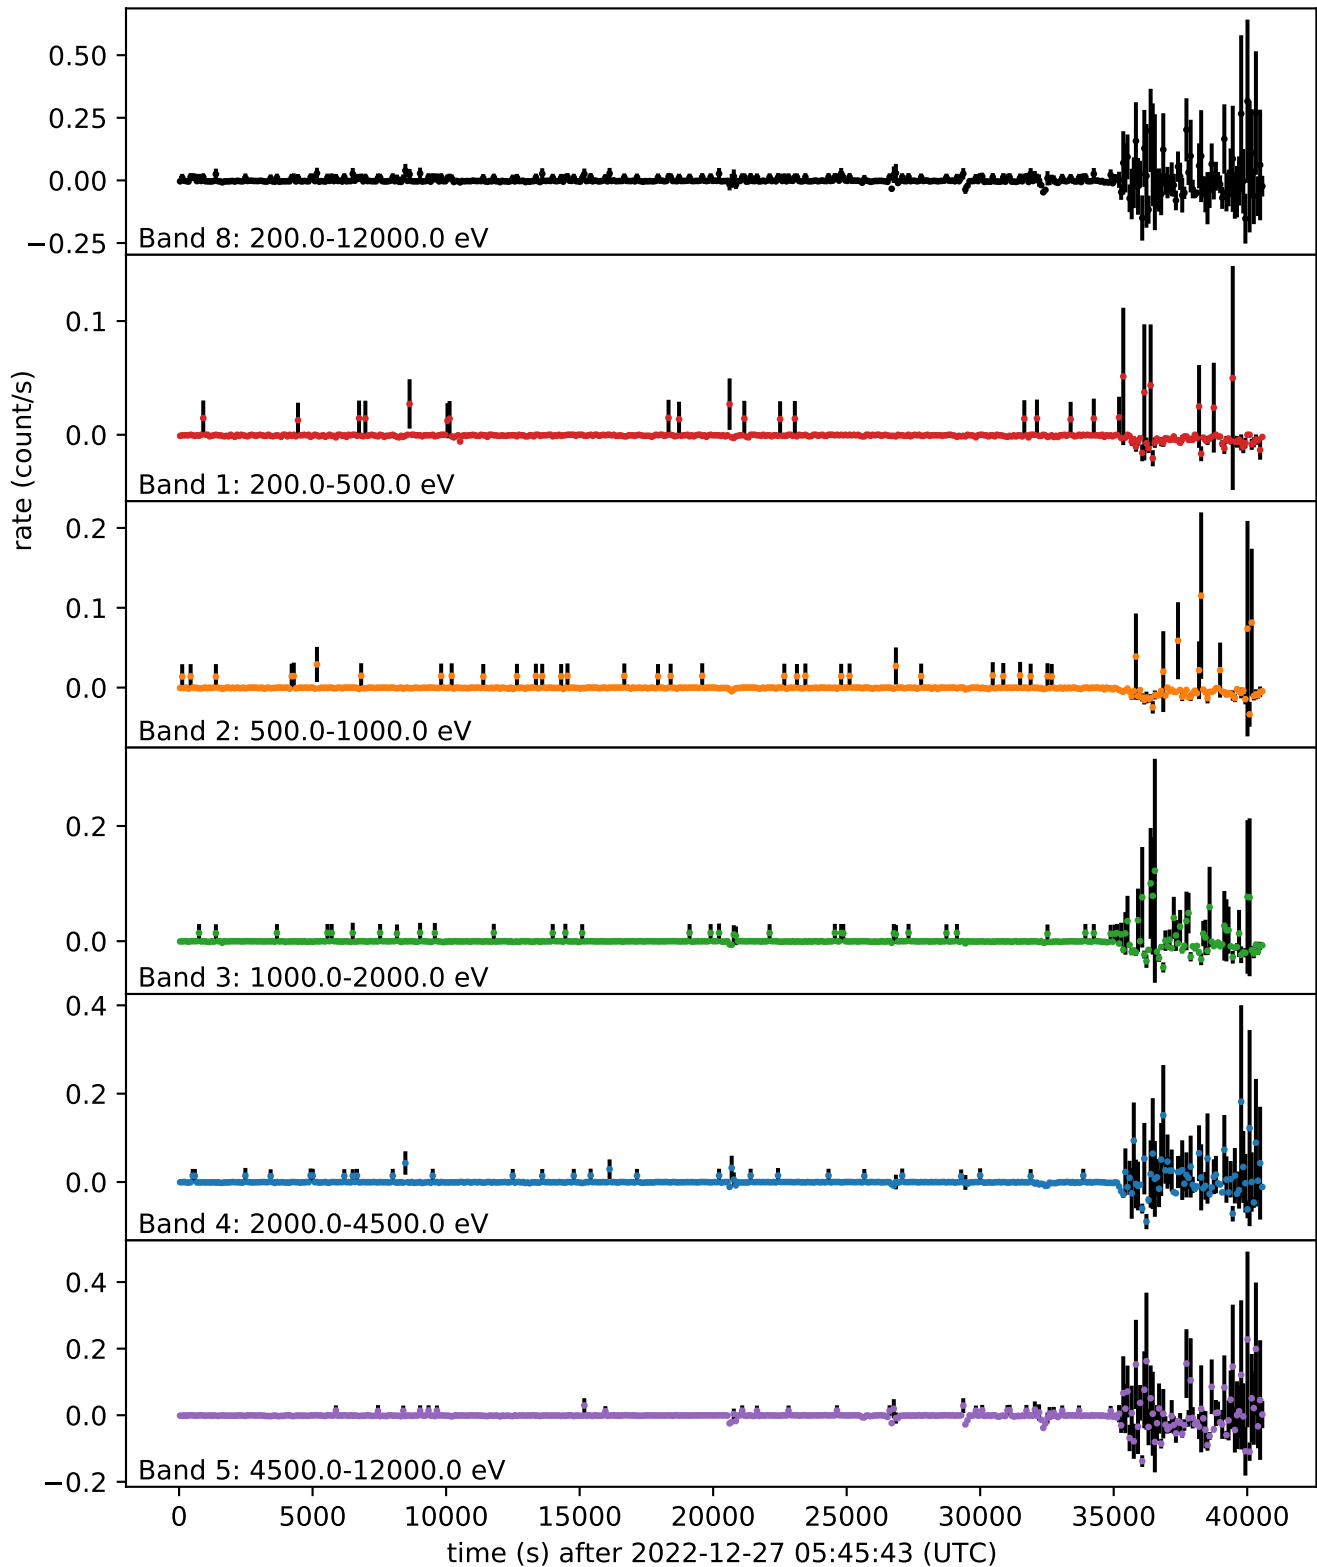 0.50
0.25
0.00
−0.25
Band 8: 200.0-12000.0 eV
0.1
0.0
Band 1: 200.0-500.0 eV
rate (count/s)
0.2
0.1
0.0
Band 2: 500.0-1000.0 eV
0.2
0.0
Band 3: 1000.0-2000.0 eV
0.4
0.2
0.0
Band 4: 2000.0-4500.0 eV
0.4
0.2
0.0
−0.2
Band 5: 4500.0-12000.0 eV
0 5000 10000 15000 20000 25000 30000 35000 40000
time (s) after 2022-12-27 05:45:43 (UTC)